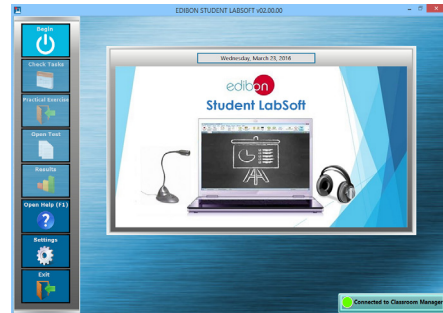 EDIBON STUDENT LABSOFT v02.00.00
Begin
Check Tasks
Practical Exercise
Open Test
Results
Open Help (F1)
Settings
Exit
Wednesday, March 23, 2016
edibon
Student LabSoft
Connected to Classroom Manager